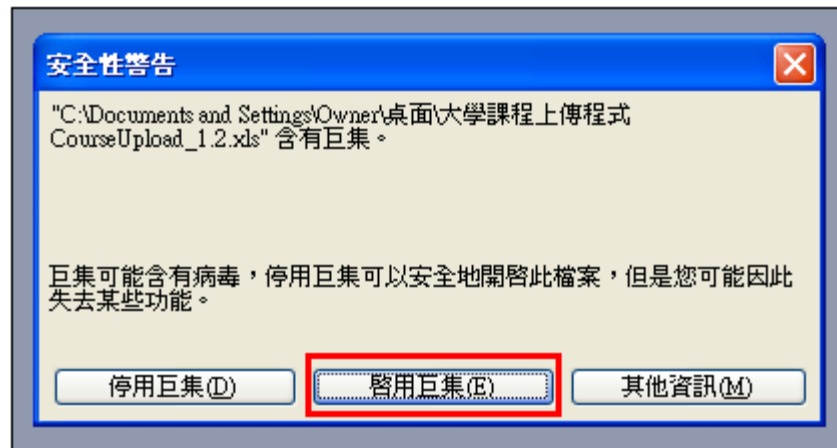 安全性警告
"C:\Documents and Settings\Owner\桌面\大學課程上傳程式
CourseUpload_1.2.xls" 含有巨集。
巨集可能含有病毒，停用巨集可以安全地開啟此檔案，但是您可能因此
失去某些功能。
停用巨集(D) 啟用巨集(E) 其他資訊(M)